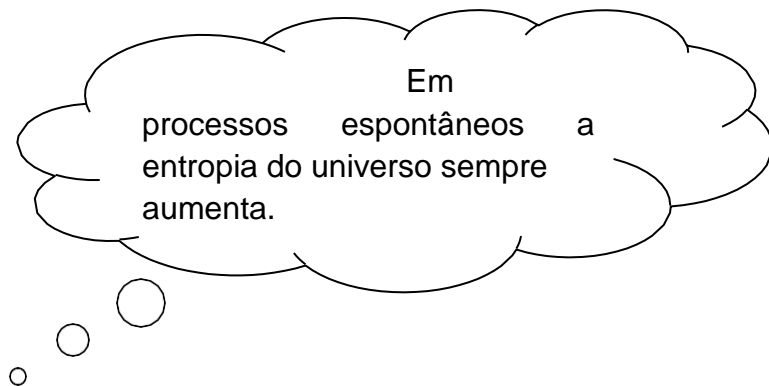 Em
processos espontâneos a
entropia do universo sempre
aumenta.